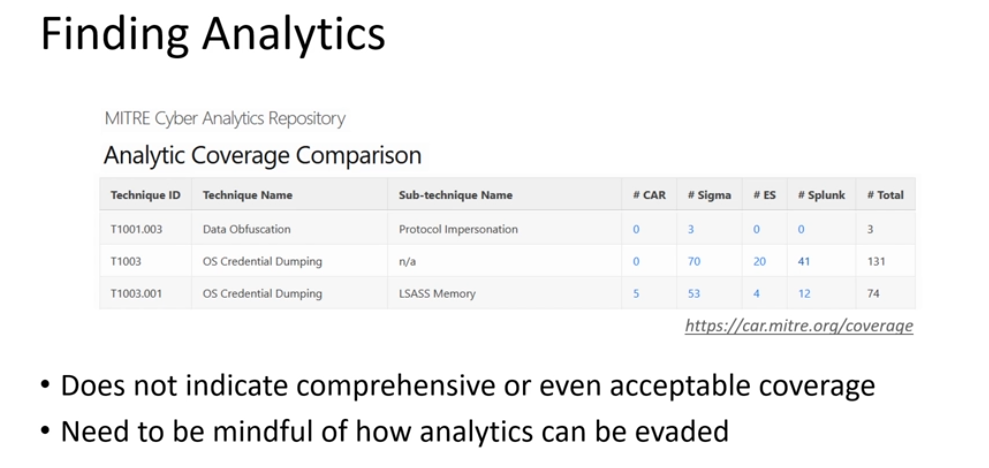 Finding Analytics
MITRE Cyber Analytics Repository
Analytic Coverage Comparison
Technique ID Technique Name Sub-technique Name # CAR # Sigma # ES # Splunk # Total
T1001.003 Data Obfuscation Protocol Impersonation 0 3 0 0 3
T1003 OS Credential Dumping n/a 0 70 20 41 131
T1003.001 OS Credential Dumping LSASS Memory 5 53 4 12 74
https://car.mitre.org/coverage
• Does not indicate comprehensive or even acceptable coverage
• Need to be mindful of how analytics can be evaded